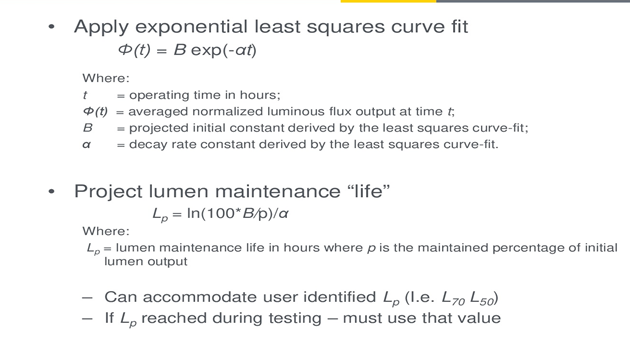 • Apply exponential least squares curve fit
Φ(t) = B exp(-αt)
Where:
t = operating time in hours;
Φ(t) = averaged normalized luminous flux output at time t;
B = projected initial constant derived by the least squares curve-fit;
α = decay rate constant derived by the least squares curve-fit.
• Project lumen maintenance “life”
Lp = ln(100*B/p)/α
Where:
Lp = lumen maintenance life in hours where p is the maintained percentage of initial
lumen output
– Can accommodate user identified Lp (I.e. L70 L50)
– If Lp reached during testing – must use that value